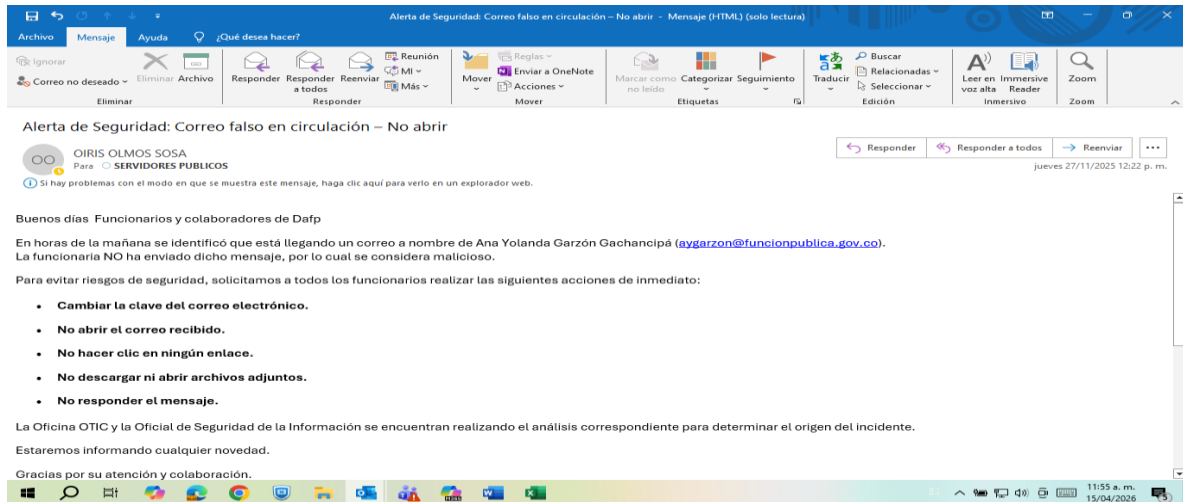 Alerta de Seguridad: Correo falso en circulación – No abrir - Mensaje (HTML) (solo lectura)
Archivo Mensaje Ayuda ¿Qué desea hacer?
Ignorar
Correo no deseado
Eliminar
Archivo
Eliminar
Responder
Responder a todos
Reenviar
Reunión
MI
Más
Responder
Mover
Reglas
Enviar a OneNote
Acciones
Mover
Marcar como no leído
Categorizar
Seguimiento
Etiquetas
Traducir
Buscar
Relacionadas
Seleccionar
Edición
Leer en voz alta
Immersive Reader
Inmersivo
Zoom
Zoom
Alerta de Seguridad: Correo falso en circulación – No abrir
OO
OIRIS OLMOS SOSA
Para SERVIDORES PUBLICOS
Responder Responder a todos Reenviar
jueves 27/11/2025 12:22 p. m.
Si hay problemas con el modo en que se muestra este mensaje, haga clic aquí para verlo en un explorador web.
Buenos días Funcionarios y colaboradores de Dafp
En horas de la mañana se identificó que está llegando un correo a nombre de Ana Yolanda Garzón Gachancipá (aygarzon@funcionpublica.gov.co).
La funcionaria NO ha enviado dicho mensaje, por lo cual se considera malicioso.
Para evitar riesgos de seguridad, solicitamos a todos los funcionarios realizar las siguientes acciones de inmediato:
• Cambiar la clave del correo electrónico.
• No abrir el correo recibido.
• No hacer clic en ningún enlace.
• No descargar ni abrir archivos adjuntos.
• No responder el mensaje.
La Oficina OTIC y la Oficial de Seguridad de la Información se encuentran realizando el análisis correspondiente para determinar el origen del incidente.
Estaremos informando cualquier novedad.
Gracias por su atención y colaboración.
11:55 a. m.
15/04/2026